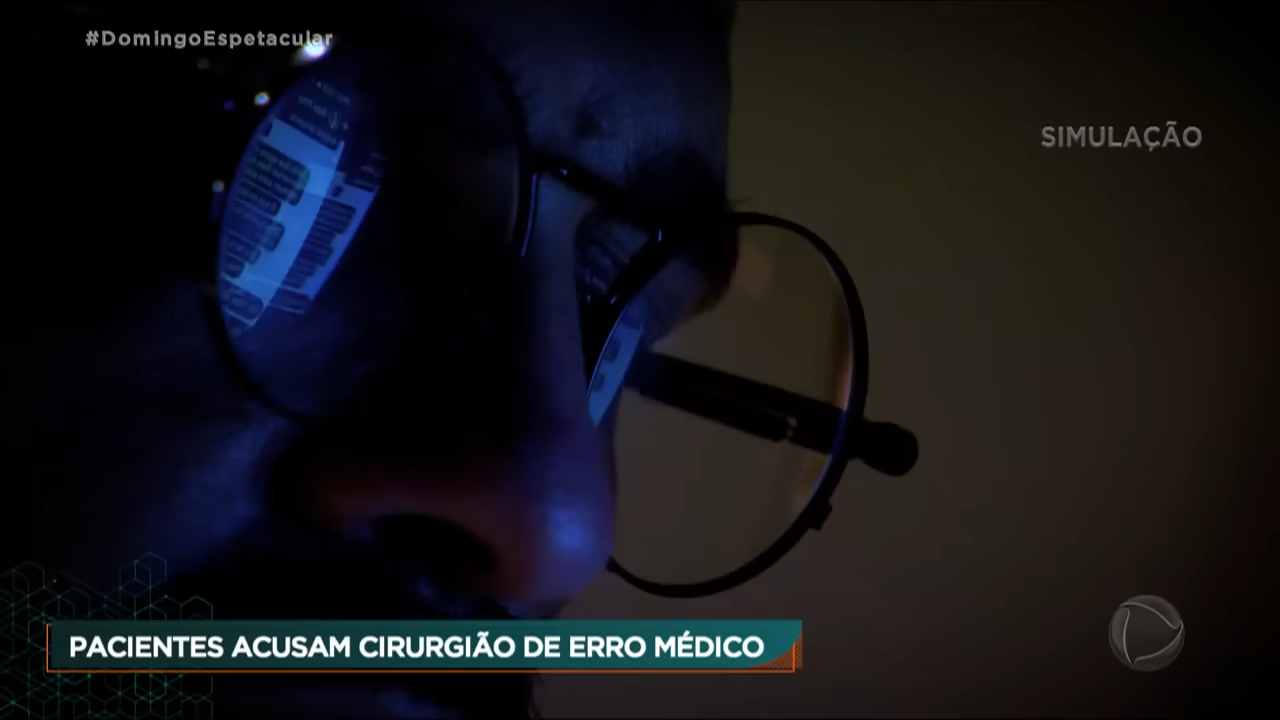 #DomingoEspetacular
SIMULAÇÃO
PACIENTES ACUSAM CIRURGIÃO DE ERRO MÉDICO